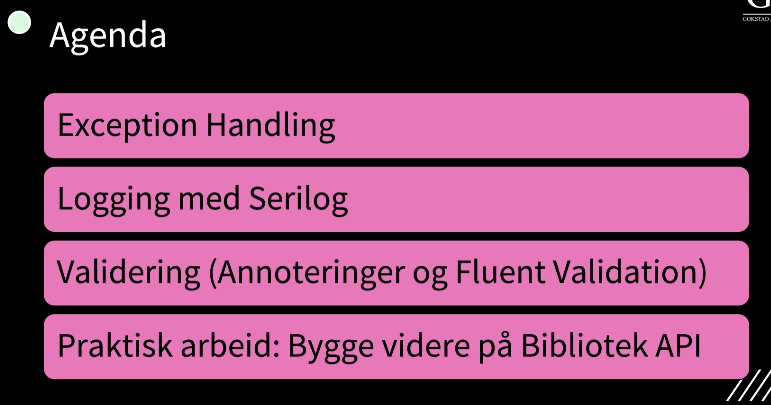 Agenda
Exception Handling
Logging med Serilog
Validering (Annoteringer og Fluent Validation)
Praktisk arbeid: Bygge videre på Bibliotek API